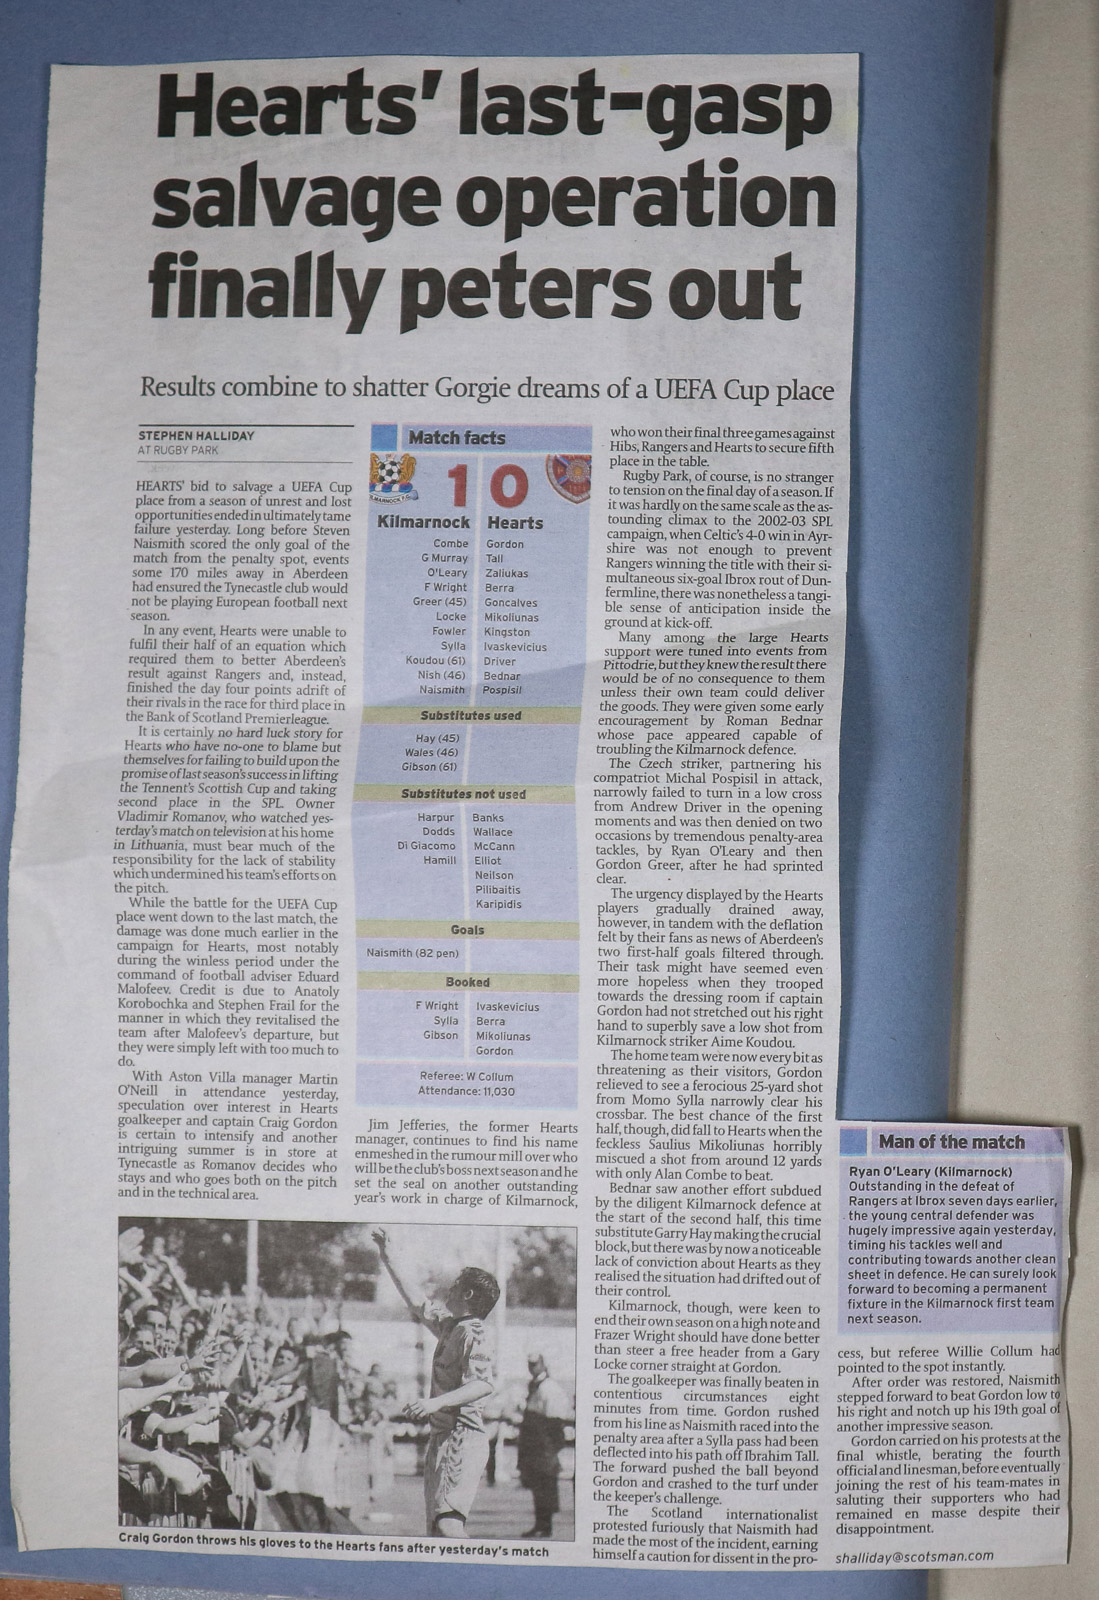 Hearts' last-gasp
salvage operation
finally peters out
Results combine to shatter Gorgie dreams of a UEFA Cup place
STEPHEN HALLIDAY
AT RUGBY PARK
HEARTS' bid to salvage a UEFA Cup
place from a season of unrest and lost
opportunities ended in ultimately tame
failure yesterday. Long before Steven
Naismith scored the only goal of the
match from the penalty spot, events
some 170 miles away in Aberdeen
had ensured the Tynecastle club would
not be playing European football next
season.
In any event, Hearts were unable to
fulfil their half of an equation which
required them to better Aberdeen's
result against Rangers and, instead,
finished the day four points adrift of
their rivals in the race for third place in
the Bank of Scotland Premierleague.
It is certainly no hard luck story for
Hearts who have no-one to blame but
themselves for failing to build upon the
promise of last season's success in lifting
the Tennent's Scottish Cup and taking
second place in the SPL. Owner
Vladimir Romanov, who watched yes-
terday's match on television at his home
in Lithuania, must bear much of the
responsibility for the lack of stability
which undermined his team's efforts on
the pitch.
While the battle for the UEFA Cup
place went down to the last match, the
damage was done much earlier in the
campaign for Hearts, most notably
during the winless period under the
command of football adviser Eduard
Malofeev. Credit is due to Anatoly
Korobochka and Stephen Frail for the
manner in which they revitalised the
team after Malofeev's departure, but
they were simply left with too much to
do.
With Aston Villa manager Martin
O'Neill in attendance yesterday,
speculation over interest in Hearts
goalkeeper and captain Craig Gordon
is certain to intensify and another
intriguing summer is in store at
Tynecastle as Romanov decides who
stays and who goes both on the pitch
and in the technical area.
Match facts
KILMARNOCK F.C.
1 0
Kilmarnock Hearts
Combe Gordon
G Murray Tall
O'Leary Zaliukas
F Wright Berra
Greer (45) Goncalves
Locke Mikoliunas
Fowler Kingston
Sylla Ivaskevicius
Koudou (61) Driver
Nish (46) Bednar
Naismith Pospisil
Substitutes used
Hay (45)
Wales (46)
Gibson (61)
Substitutes not used
Harpur Banks
Dodds Wallace
Di Giacomo McCann
Hamill Elliot
Neilson
Pilibaitis
Karipidis
Goals
Naismith (82 pen)
Booked
F Wright Ivaskevicius
Sylla Berra
Gibson Mikoliunas
Gordon
Referee: W Collum
Attendance: 11,030
Jim Jefferies, the former Hearts
manager, continues to find his name
enmeshed in the rumour mill over who
will be the club's boss next season and he
set the seal on another outstanding
year's work in charge of Kilmarnock,
who won their final three games against
Hibs, Rangers and Hearts to secure fifth
place in the table.
Rugby Park, of course, is no stranger
to tension on the final day of a season. If
it was hardly on the same scale as the as-
tounding climax to the 2002-03 SPL
campaign, when Celtic's 4-0 win in Ayr-
shire was not enough to prevent
Rangers winning the title with their si-
multaneous six-goal Ibrox rout of Dun-
fermline, there was nonetheless a tangi-
ble sense of anticipation inside the
ground at kick-off.
Many among the large Hearts
support were tuned into events from
Pittodrie, but they knew the result there
would be of no consequence to them
unless their own team could deliver
the goods. They were given some early
encouragement by Roman Bednar
whose pace appeared capable of
troubling the Kilmarnock defence.
The Czech striker, partnering his
compatriot Michal Pospisil in attack,
narrowly failed to turn in a low cross
from Andrew Driver in the opening
moments and was then denied on two
occasions by tremendous penalty-area
tackles, by Ryan O'Leary and then
Gordon Greer, after he had sprinted
clear.
The urgency displayed by the Hearts
players gradually drained away,
however, in tandem with the deflation
felt by their fans as news of Aberdeen's
two first-half goals filtered through.
Their task might have seemed even
more hopeless when they trooped
towards the dressing room if captain
Gordon had not stretched out his right
hand to superbly save a low shot from
Kilmarnock striker Aime Koudou.
The home team were now every bit as
threatening as their visitors, Gordon
relieved to see a ferocious 25-yard shot
from Momo Sylla narrowly clear his
crossbar. The best chance of the first
half, though, did fall to Hearts when the
feckless Saulius Mikoliunas horribly
miscued a shot from around 12 yards
with only Alan Combe to beat.
Bednar saw another effort subdued
by the diligent Kilmarnock defence at
the start of the second half, this time
substitute Garry Hay making the crucial
block, but there was by now a noticeable
lack of conviction about Hearts as they
realised the situation had drifted out of
their control.
Kilmarnock, though, were keen to
end their own season on a high note and
Frazer Wright should have done better
than steer a free header from a Gary
Locke corner straight at Gordon.
The goalkeeper was finally beaten in
contentious circumstances eight
minutes from time. Gordon rushed
from his line as Naismith raced into the
penalty area after a Sylla pass had been
deflected into his path off Ibrahim Tall.
The forward pushed the ball beyond
Gordon and crashed to the turf under
the keeper's challenge.
The Scotland internationalist
protested furiously that Naismith had
made the most of the incident, earning
himself a caution for dissent in the pro-
Man of the match
Ryan O'Leary (Kilmarnock)
Outstanding in the defeat of
Rangers at Ibrox seven days earlier,
the young central defender was
hugely impressive again yesterday,
timing his tackles well and
contributing towards another clean
sheet in defence. He can surely look
forward to becoming a permanent
fixture in the Kilmarnock first team
next season.
cess, but referee Willie Collum had
pointed to the spot instantly.
After order was restored, Naismith
stepped forward to beat Gordon low to
his right and notch up his 19th goal of
another impressive season.
Gordon carried on his protests at the
final whistle, berating the fourth
official and linesman, before eventually
joining the rest of his team-mates in
saluting their supporters who had
remained en masse despite their
disappointment.
shalliday@scotsman.com
Craig Gordon throws his gloves to the Hearts fans after yesterday's match